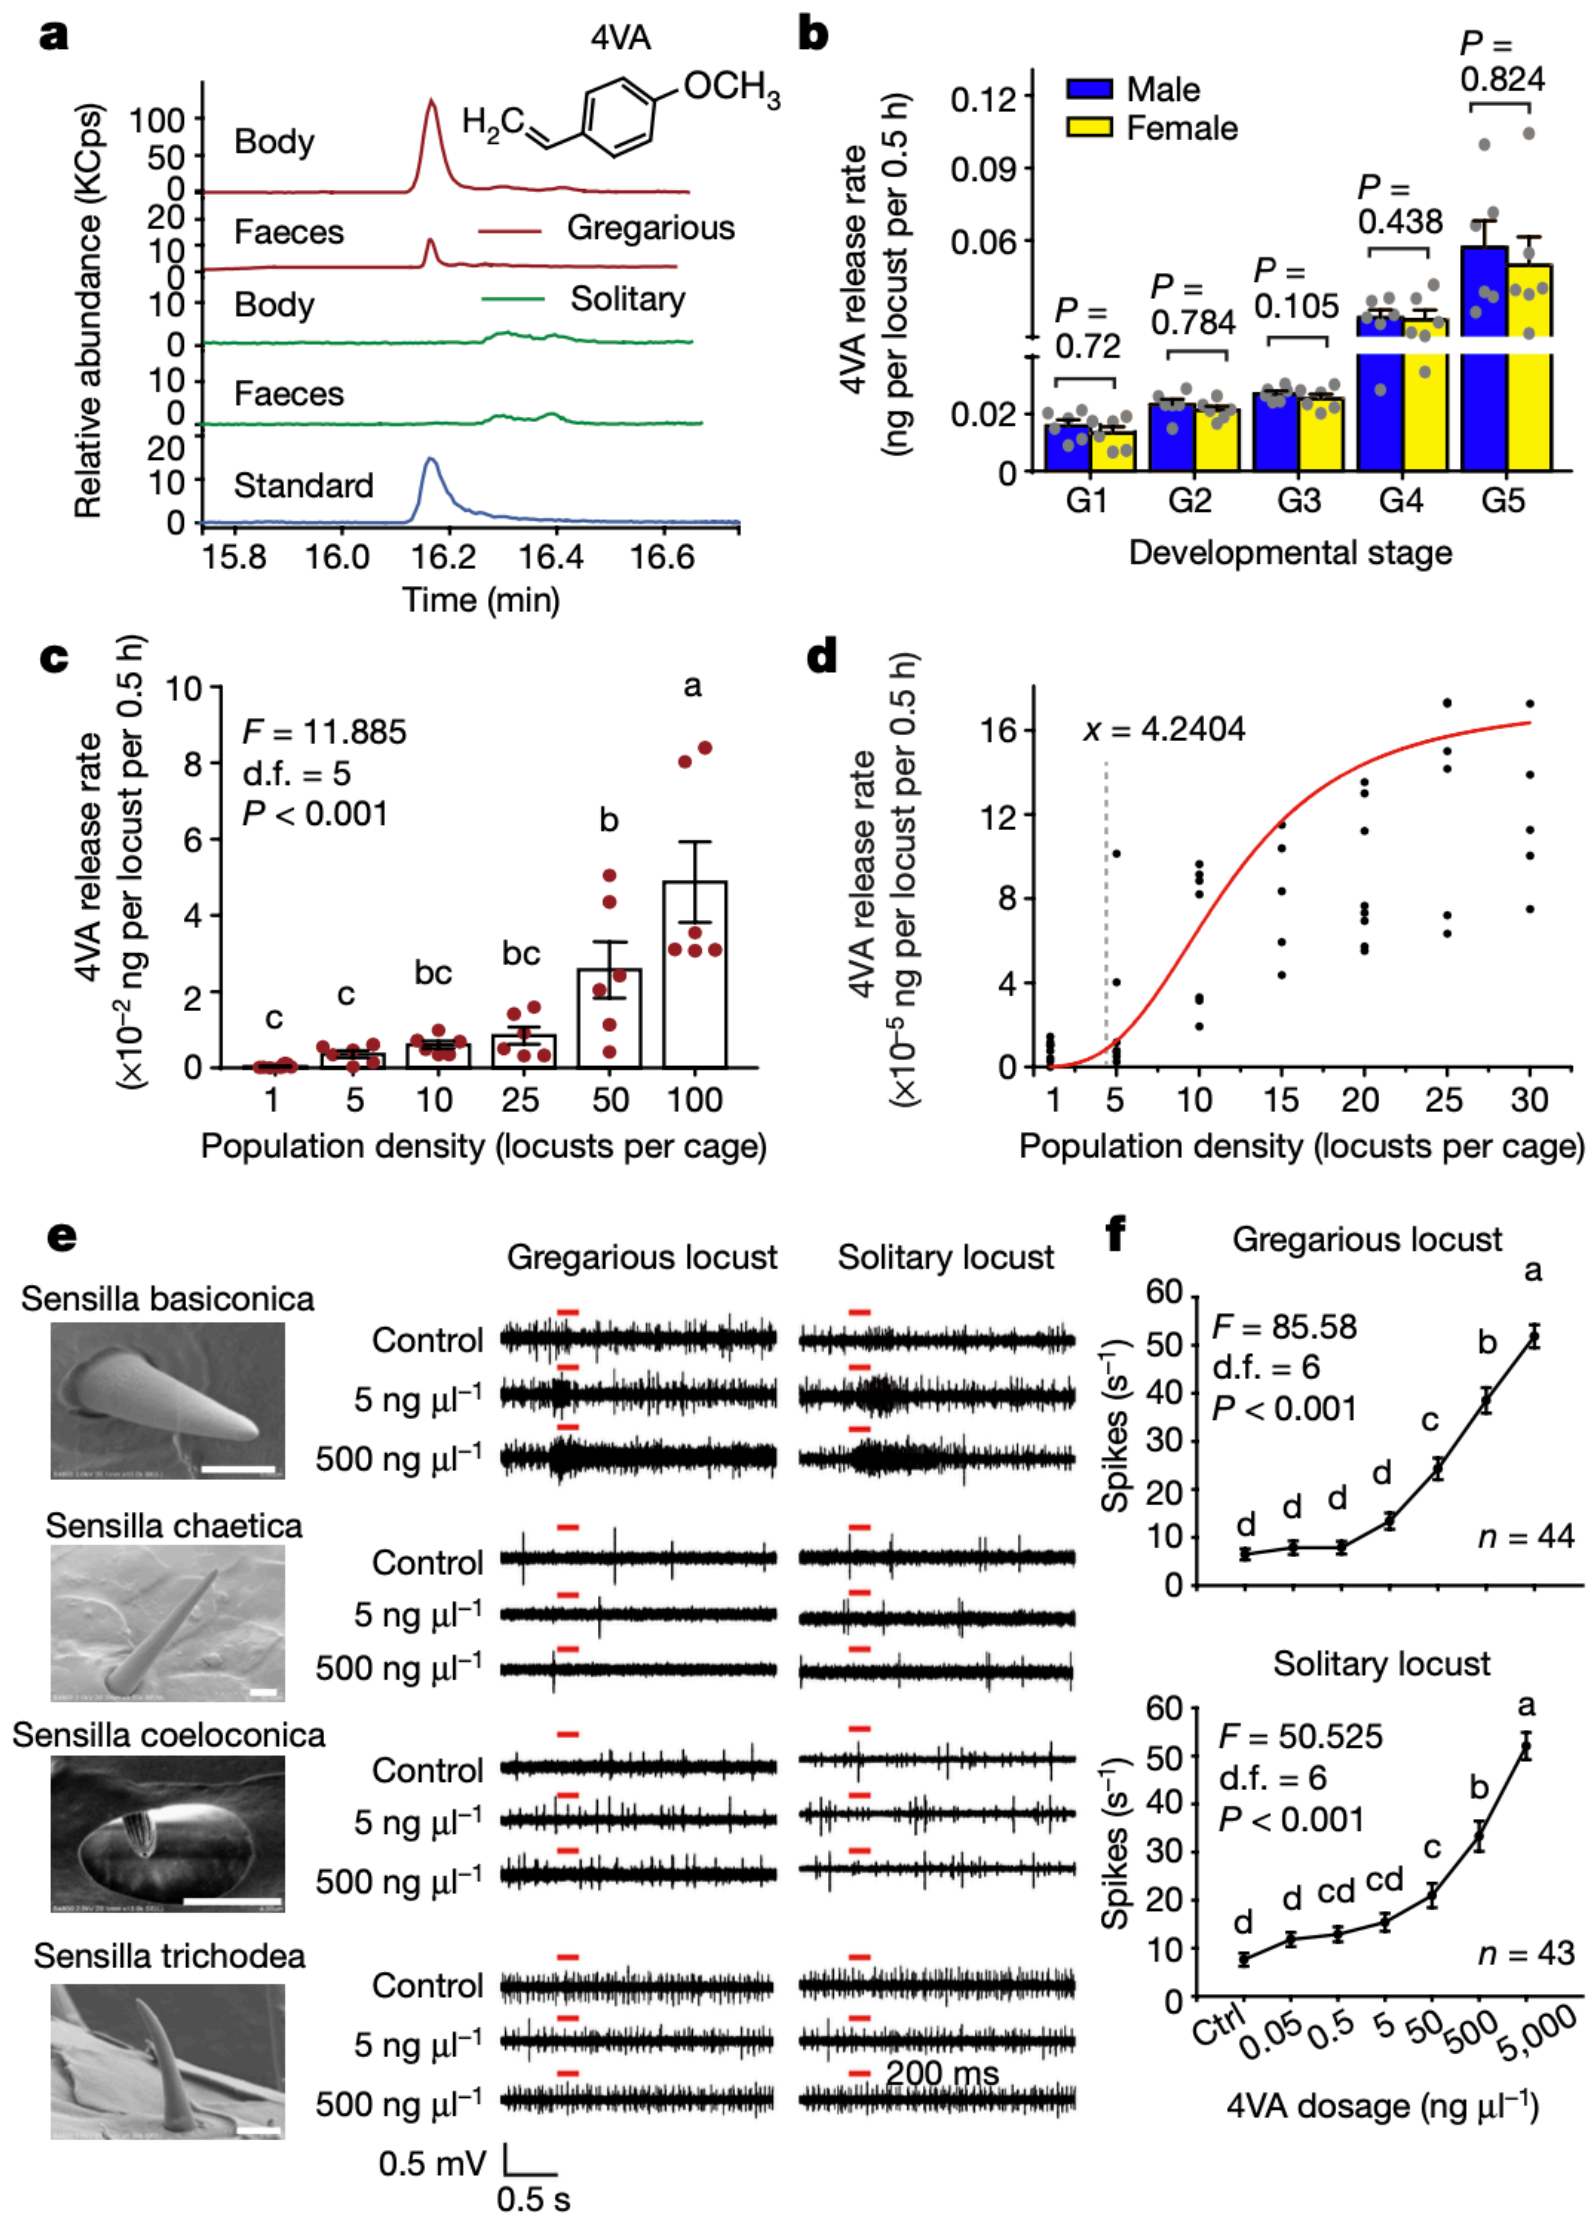 a
4VA
OCH3
H2C
Relative abundance (KCps)
100
50
0
Body
20
10
0
Faeces
Gregarious
10
0
Body
Solitary
10
0
Faeces
20
10
0
Standard
15.8 16.0 16.2 16.4 16.6
Time (min)
b
4VA release rate
(ng per locust per 0.5 h)
0.12
0.09
0.06
0.02
0
Male
Female
P =
0.72
P =
0.784
P =
0.105
P =
0.438
P =
0.824
G1 G2 G3 G4 G5
Developmental stage
c
4VA release rate
(×10–2 ng per locust per 0.5 h)
10
8
6
4
2
0
F = 11.885
d.f. = 5
P < 0.001
c c bc bc b a
1 5 10 25 50 100
Population density (locusts per cage)
d
4VA release rate
(×10–5 ng per locust per 0.5 h)
16
12
8
4
0
x = 4.2404
1 5 10 15 20 25 30
Population density (locusts per cage)
e
Gregarious locust Solitary locust
Sensilla basiconica
Control
5 ng µl–1
500 ng µl–1
Sensilla chaetica
Control
5 ng µl–1
500 ng µl–1
Sensilla coeloconica
Control
5 ng µl–1
500 ng µl–1
Sensilla trichodea
Control
5 ng µl–1
200 ms
500 ng µl–1
0.5 mV
0.5 s
f
Gregarious locust
Spikes (s–1)
60
50
40
30
20
10
0
F = 85.58
d.f. = 6
P < 0.001
d d d d c b a
n = 44
Solitary locust
Spikes (s–1)
60
50
40
30
20
10
0
F = 50.525
d.f. = 6
P < 0.001
d d cd cd c b a
n = 43
Ctrl 0.05 0.5 5 50 500 5,000
4VA dosage (ng µl–1)